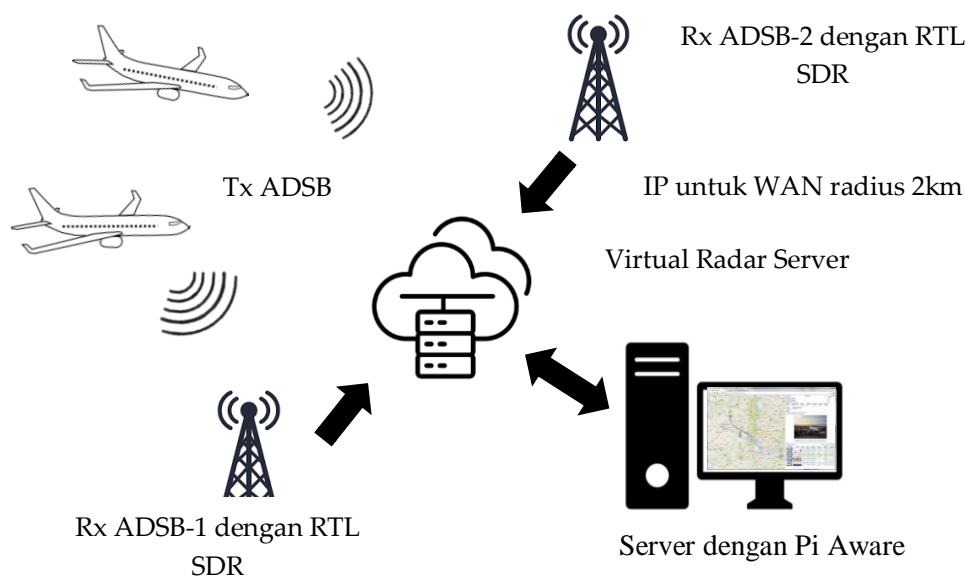 Rx ADSB-2 dengan RTL
SDR
Tx ADSB
IP untuk WAN radius 2km
Virtual Radar Server
Rx ADSB-1 dengan RTL
SDR
Server dengan Pi Aware